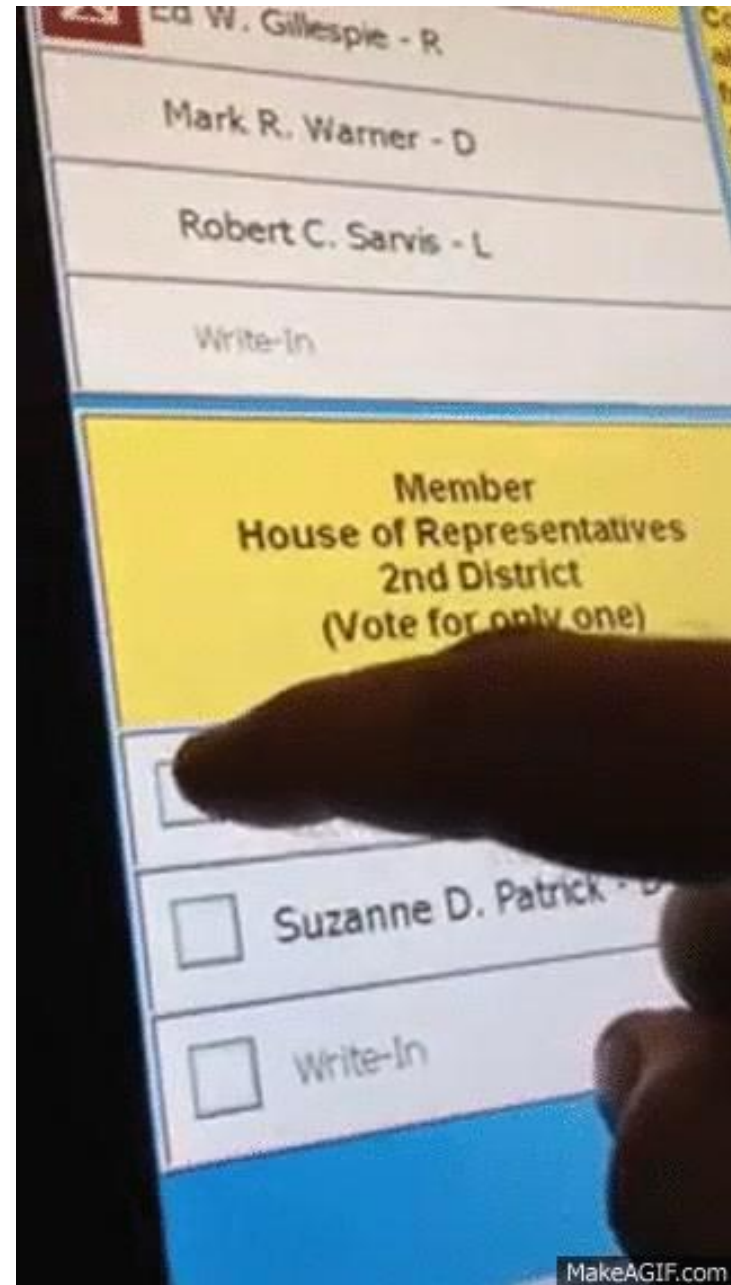 Ed W. Gillespie - R
Mark R. Warner - D
Robert C. Sarvis - L
Write-In
Member
House of Representatives
2nd District
(Vote for only one)
Suzanne D. Patrick - D
Write-In
MakeAGIF.com